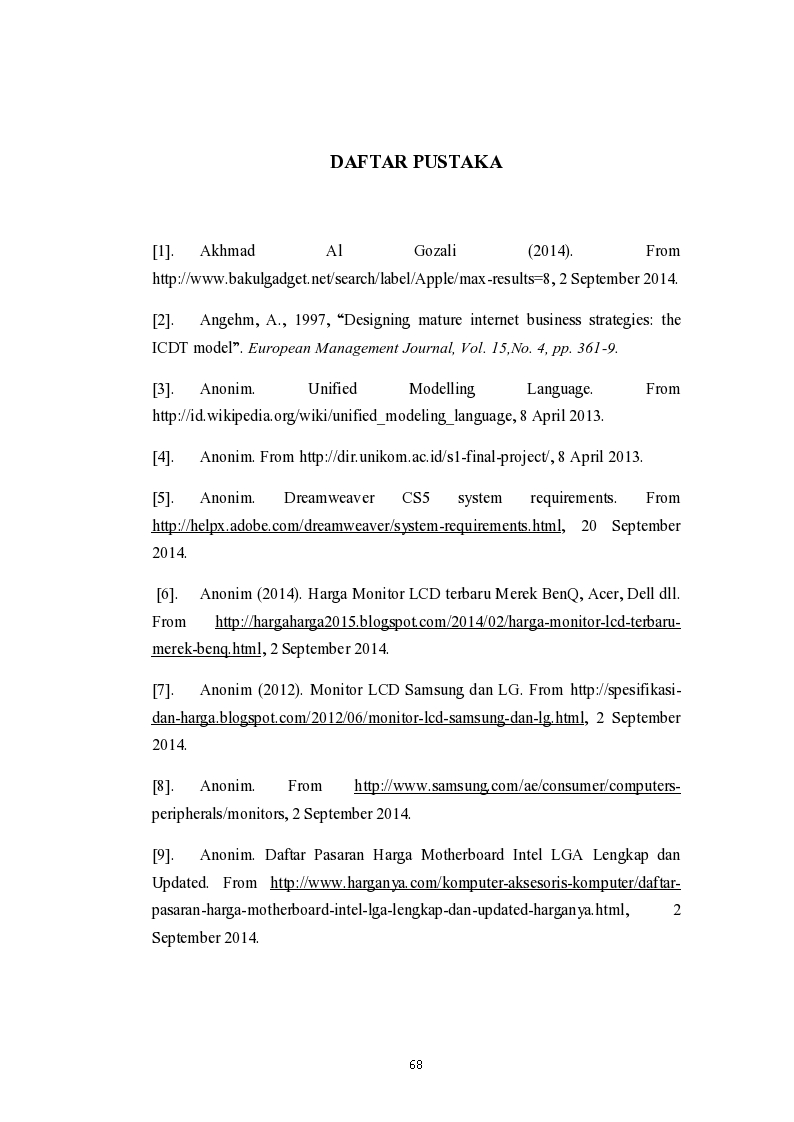 DAFTAR PUSTAKA
[1]. Akhmad Al Gozali (2014). From
http://www.bakulgadget.net/search/label/Apple/max-results=8, 2 September 2014.
[2]. Angehm, A., 1997, “Designing mature internet business strategies: the
ICDT model”. European Management Journal, Vol. 15,No. 4, pp. 361-9.
[3]. Anonim. Unified Modelling Language. From
http://id.wikipedia.org/wiki/unified_modeling_language, 8 April 2013.
[4]. Anonim. From http://dir.unikom.ac.id/s1-final-project/, 8 April 2013.
[5]. Anonim. Dreamweaver CS5 system requirements. From
http://helpx.adobe.com/dreamweaver/system-requirements.html, 20 September
2014.
[6]. Anonim (2014). Harga Monitor LCD terbaru Merek BenQ, Acer, Dell dll.
From http://hargaharga2015.blogspot.com/2014/02/harga-monitor-lcd-terbaru-
merek-benq.html, 2 September 2014.
[7]. Anonim (2012). Monitor LCD Samsung dan LG. From http://spesifikasi-
dan-harga.blogspot.com/2012/06/monitor-lcd-samsung-dan-lg.html, 2 September
2014.
[8]. Anonim. From http://www.samsung.com/ae/consumer/computers-
peripherals/monitors, 2 September 2014.
[9]. Anonim. Daftar Pasaran Harga Motherboard Intel LGA Lengkap dan
Updated. From http://www.harganya.com/komputer-aksesoris-komputer/daftar-
pasaran-harga-motherboard-intel-lga-lengkap-dan-updated-harganya.html, 2
September 2014.
68